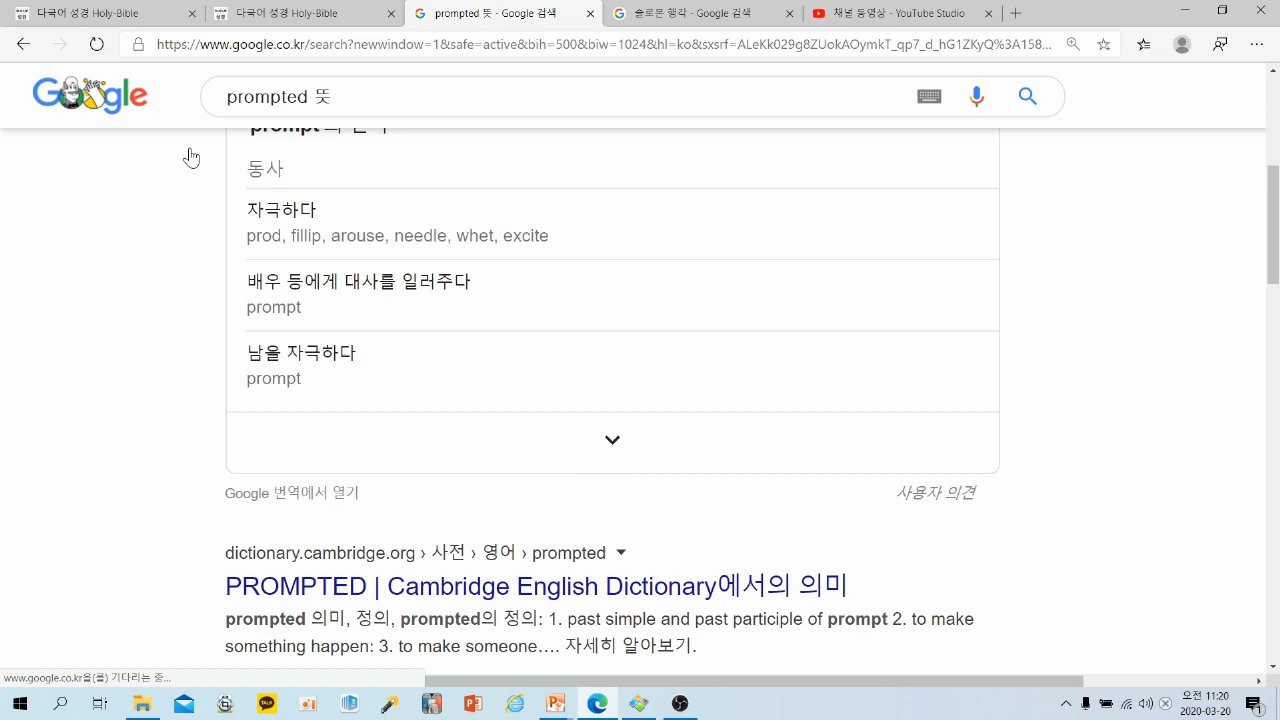 다국어 성경 Holy-Bible
다국어 성경 Holy-Bible
prompted 뜻 - Google 검색
솔로몬 행각 - Google 검색
채널 동영상 - YouTube Studio
https://www.google.co.kr/search?newwindow=1&safe=active&bih=500&biw=1024&hl=ko&sxsrf=ALeKk029g8ZUokAOymkT_qp7_d_hG1ZKyQ%3A158...
Google
prompted 뜻
동사
자극하다
prod, fillip, arouse, needle, whet, excite
배우 등에게 대사를 일러주다
prompt
남을 자극하다
prompt
Google 번역에서 열기
사용자 의견
dictionary.cambridge.org › 사전 › 영어 › prompted
PROMPTED | Cambridge English Dictionary에서의 의미
prompted 의미, 정의, prompted의 정의: 1. past simple and past participle of prompt 2. to make
something happen: 3. to make someone…. 자세히 알아보기.
www.google.co.kr을(를) 기다리는 중...
TALK
오전 11:20
2020-03-20